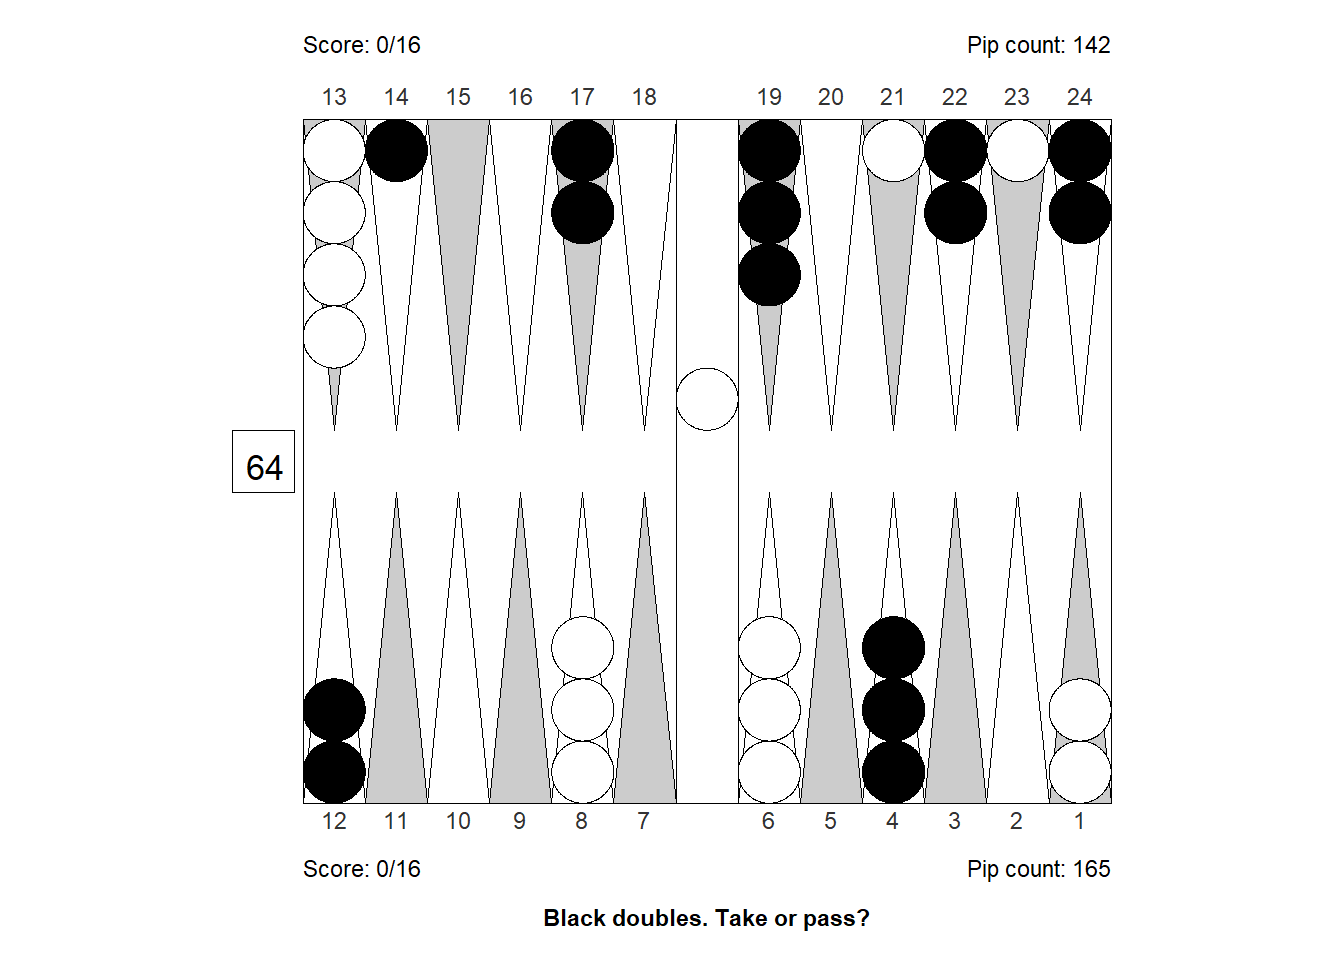 Score: 0/16 Pip count: 142
13 14 15 16 17 18 19 20 21 22 23 24
64
12 11 10 9 8 7 6 5 4 3 2 1
Score: 0/16 Pip count: 165
Black doubles. Take or pass?